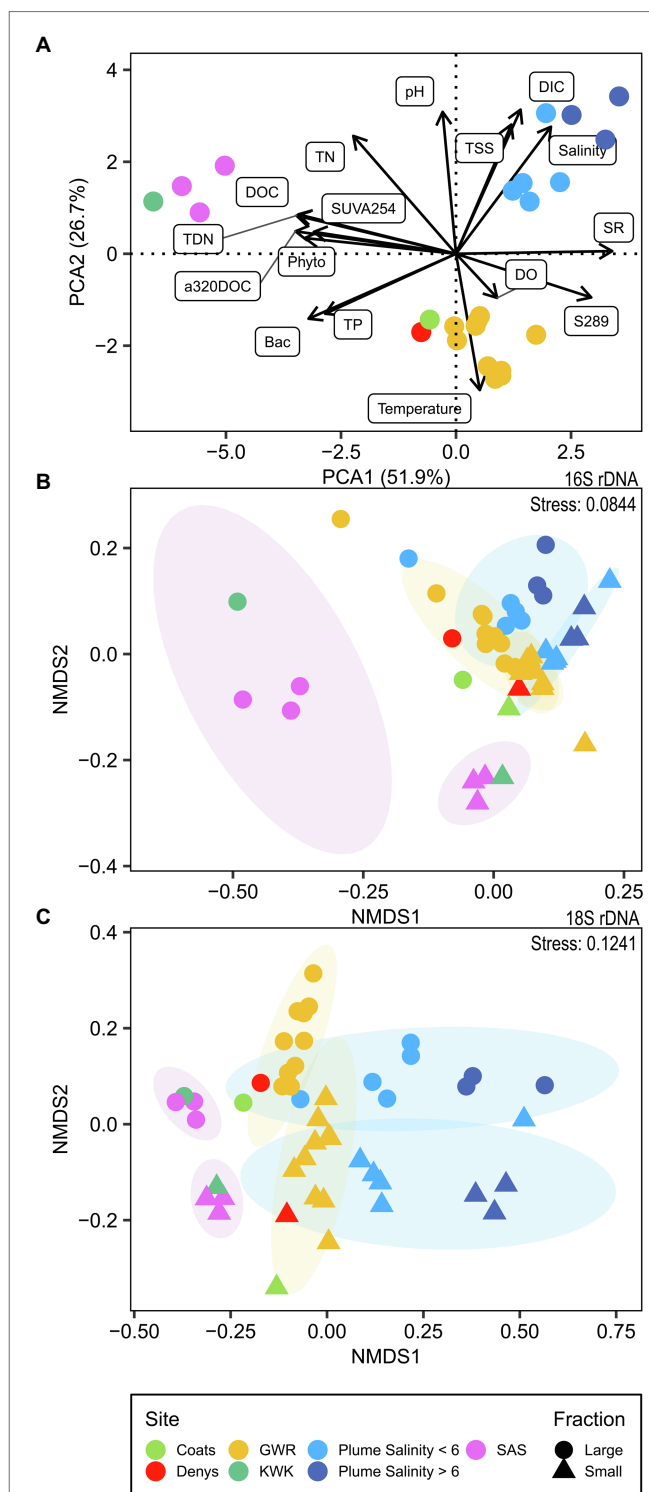 A
4
2
0
−2
PCA2 (26.7%)
pH
DIC
TN
TSS
Salinity
DOC
SUVA254
TDN
SR
a320DOC
Phyto
DO
Bac
TP
S289
Temperature
−5.0 −2.5 0.0 2.5
PCA1 (51.9%)
B
16S rDNA
Stress: 0.0844
0.2
0.0
−0.2
−0.4
NMDS2
−0.50 −0.25 0.00 0.25
NMDS1
C
18S rDNA
Stress: 0.1241
0.4
0.2
0.0
−0.2
NMDS2
−0.50 −0.25 0.00 0.25 0.50 0.75
NMDS1
Site Fraction
Coats GWR Plume Salinity < 6 SAS Large
Denys KWK Plume Salinity > 6 Small